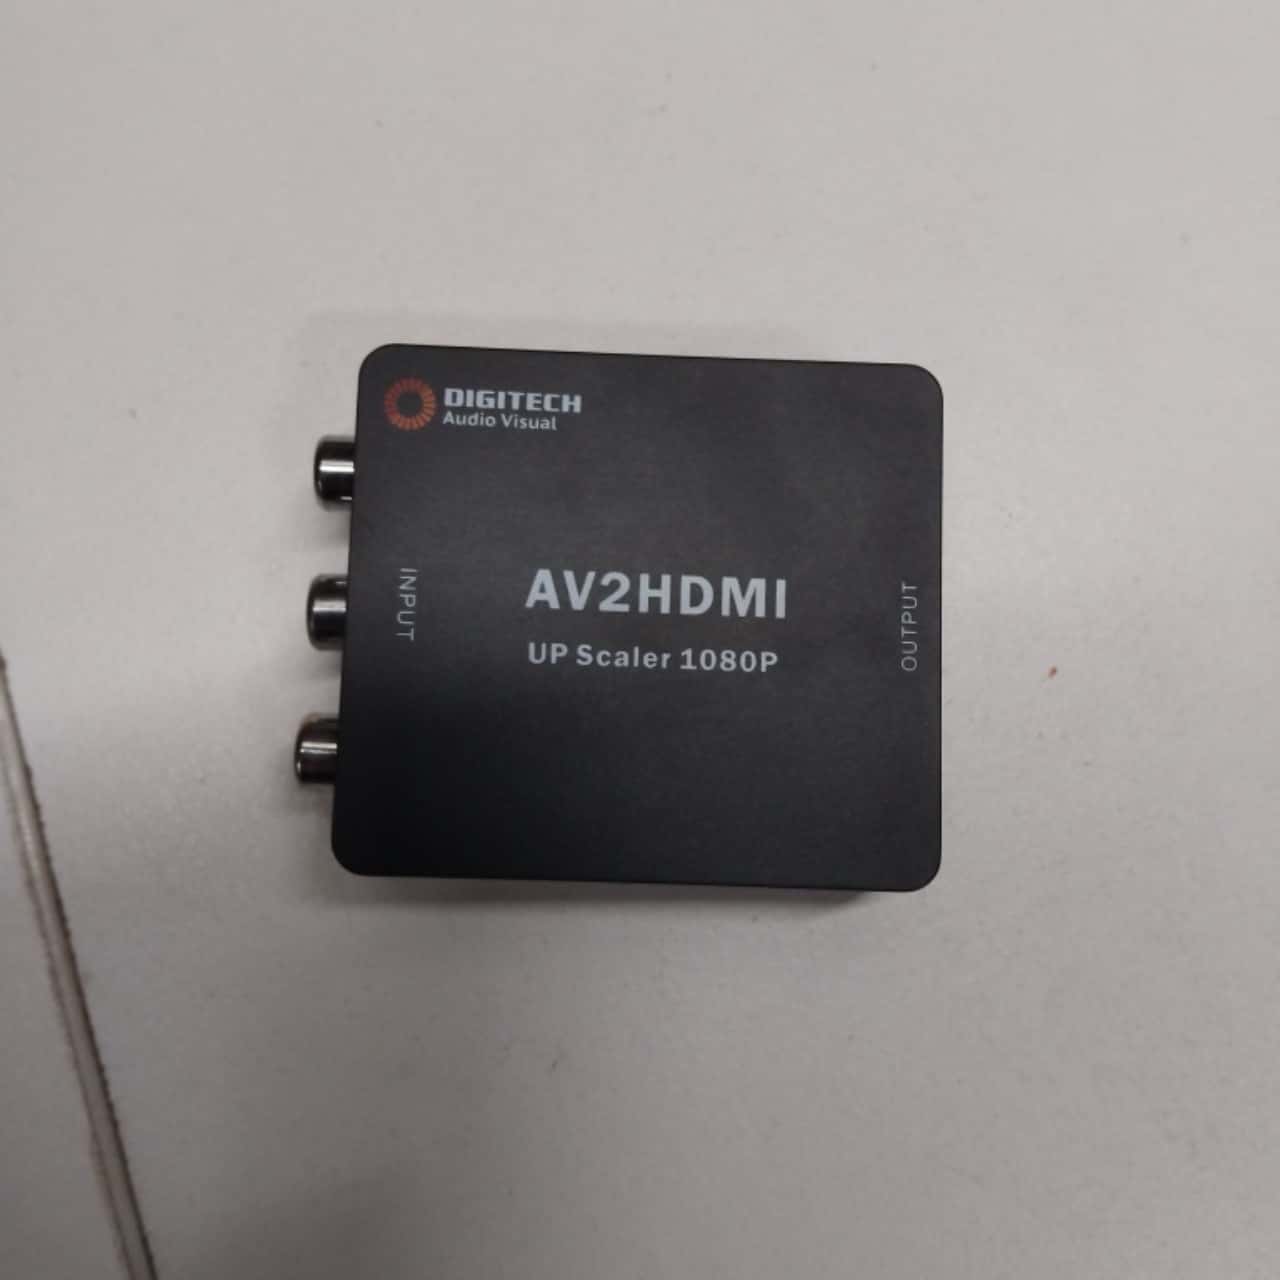 DIGITECH
Audio Visual
INPUT
AV2HDMI
UP Scaler 1080P
OUTPUT